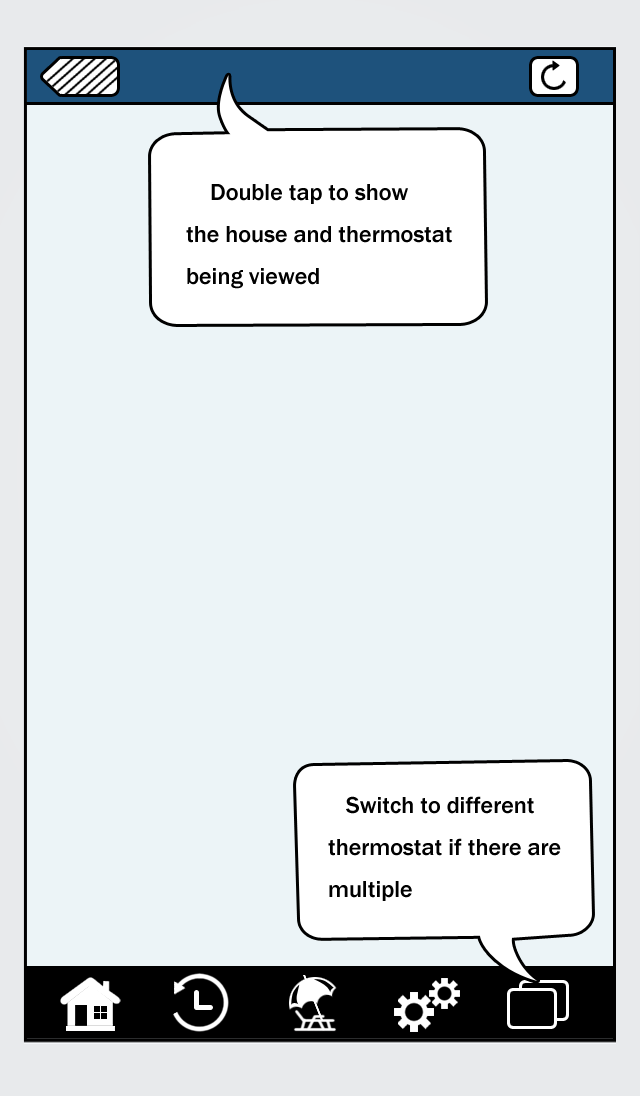 Double tap to show
the house and thermostat
being viewed
Switch to different
thermostat if there are
multiple